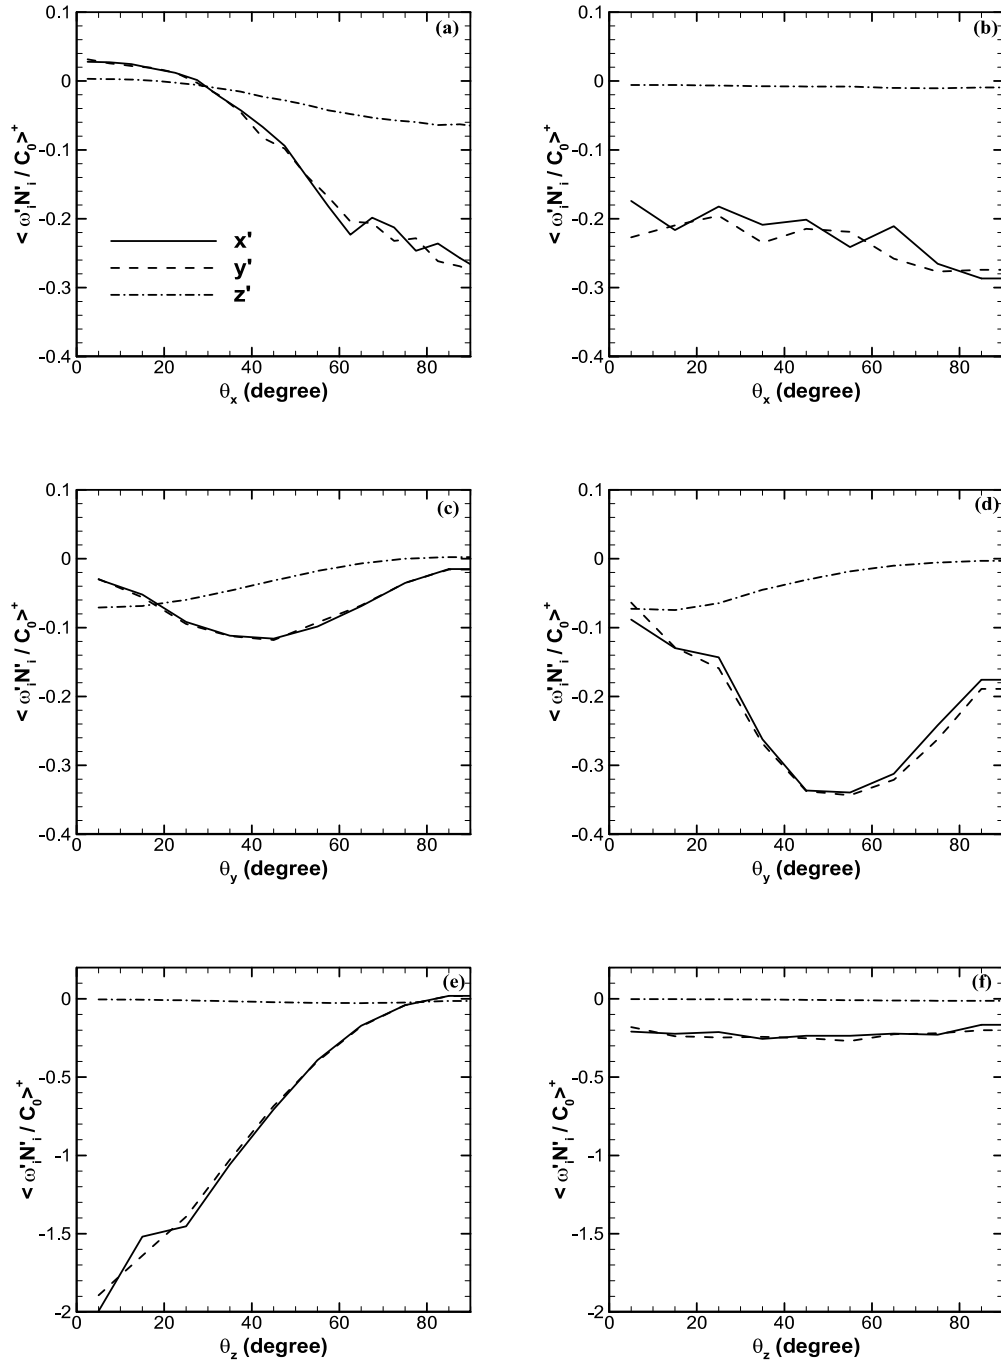 (a)
0.1
0
-0.1
-0.2
-0.3
-0.4
< ω'ᵢN'ᵢ / C₀>⁺
x'
y'
z'
0 20 40 60 80
θₓ (degree)
(b)
0.1
0
-0.1
-0.2
-0.3
-0.4
< ω'ᵢN'ᵢ / C₀>⁺
0 20 40 60 80
θₓ (degree)
(c)
0.1
0
-0.1
-0.2
-0.3
-0.4
< ω'ᵢN'ᵢ / C₀>⁺
0 20 40 60 80
θ_y (degree)
(d)
0.1
0
-0.1
-0.2
-0.3
-0.4
< ω'ᵢN'ᵢ / C₀>⁺
0 20 40 60 80
θ_y (degree)
(e)
0
-0.5
-1
-1.5
-2
< ω'ᵢN'ᵢ / C₀>⁺
0 20 40 60 80
θ_z (degree)
(f)
0
-0.5
-1
-1.5
-2
< ω'ᵢN'ᵢ / C₀>⁺
0 20 40 60 80
θ_z (degree)